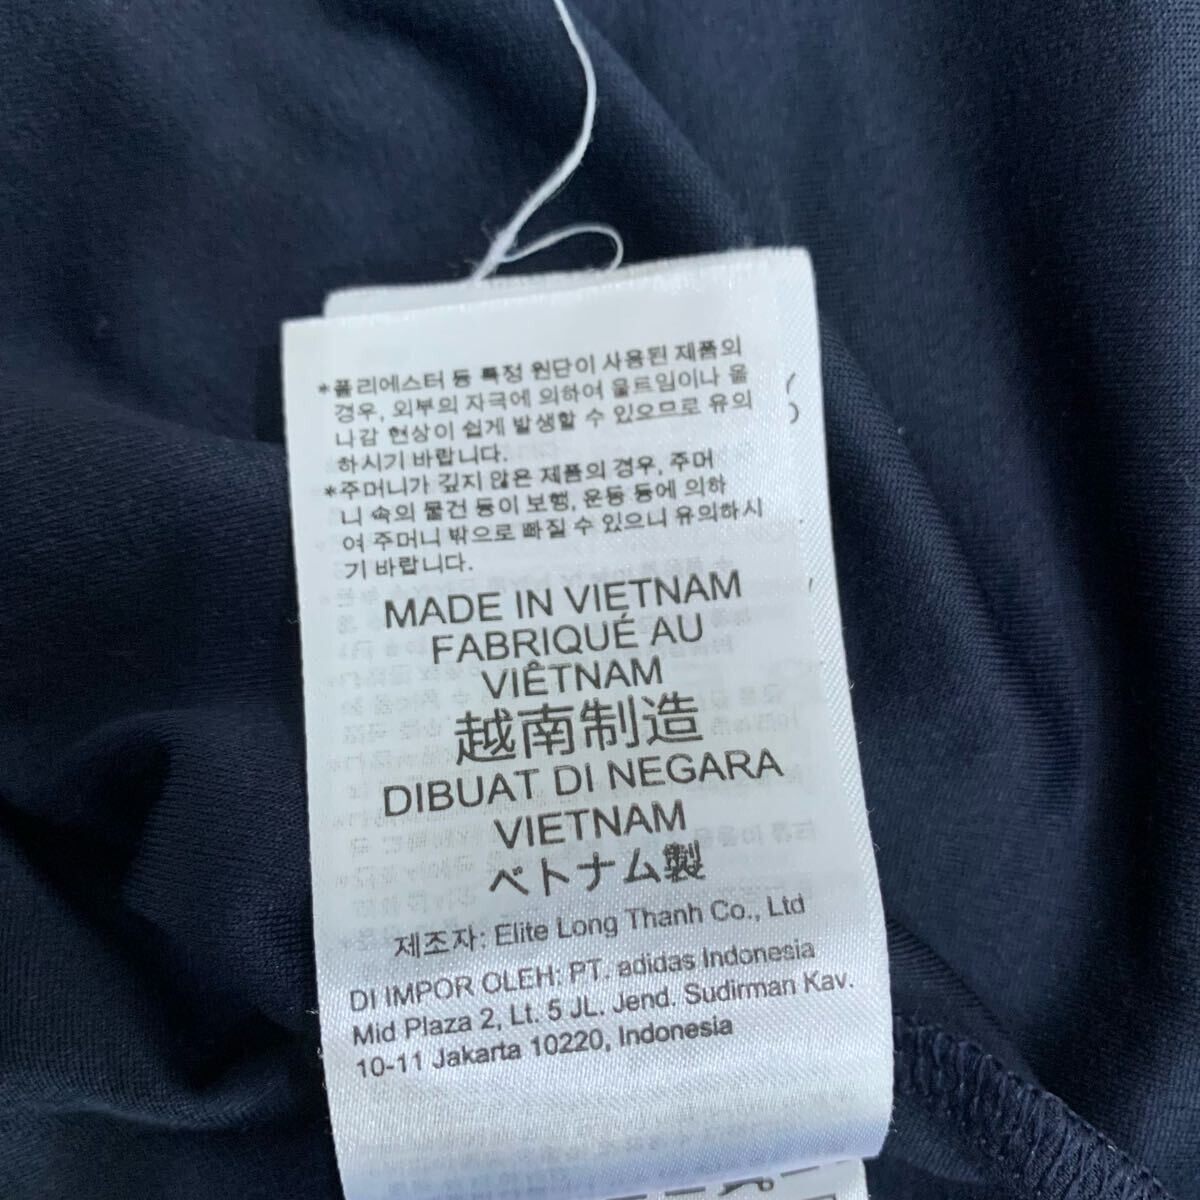 *폴리에스터 등 특정 원단이 사용된 제품의
경우, 외부의 자극에 의하여 울트임이나 올
나감 현상이 쉽게 발생할 수 있으므로 유의
하시기 바랍니다.
*주머니가 깊지 않은 제품의 경우, 주머
니 속의 물건 등이 보행, 운동 등에 의하
여 주머니 밖으로 빠질 수 있으니 유의하시
기 바랍니다.
MADE IN VIETNAM
FABRIQUÉ AU
VIÊTNAM
越南制造
DIBUAT DI NEGARA
VIETNAM
ベトナム製
제조자: Elite Long Thanh Co., Ltd
DI IMPOR OLEH: PT. adidas Indonesia
Mid Plaza 2, Lt. 5 JL. Jend. Sudirman Kav.
10-11 Jakarta 10220, Indonesia